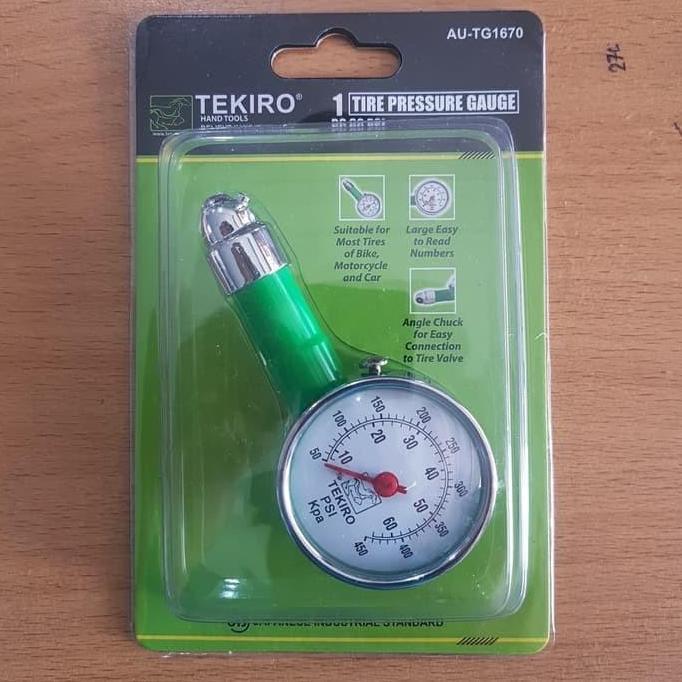 AU-TG1670
274
TEKIRO®
HAND TOOLS
1 TIRE PRESSURE GAUGE
Suitable for
Most Tires
of Bike,
Motorcycle
and Car
Large Easy
to Read
Numbers
Angle Chuck
for Easy
Connection
to Tire Valve
50 100 150 200 250 300 350 400 450
10 20 30 40 50 60
TEKIRO
PSI
Kpa
JAPANESE INDUSTRIAL STANDARD